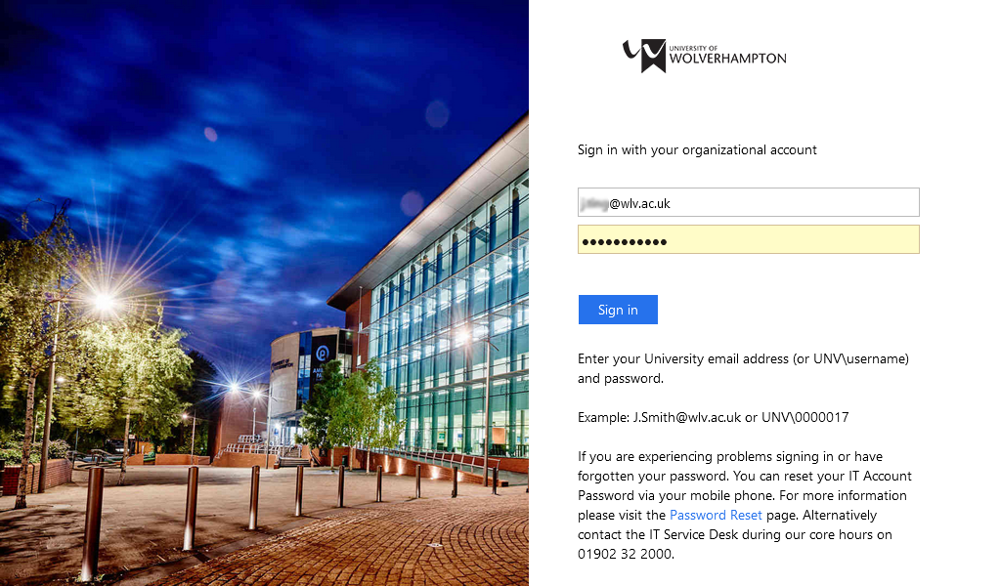 UNIVERSITY OF
WOLVERHAMPTON
Sign in with your organizational account
@wlv.ac.uk
●●●●●●●●●●●
Sign in
Enter your University email address (or UNV\username)
and password.
Example: J.Smith@wlv.ac.uk or UNV\0000017
If you are experiencing problems signing in or have
forgotten your password. You can reset your IT Account
Password via your mobile phone. For more information
please visit the Password Reset page. Alternatively
contact the IT Service Desk during our core hours on
01902 32 2000.